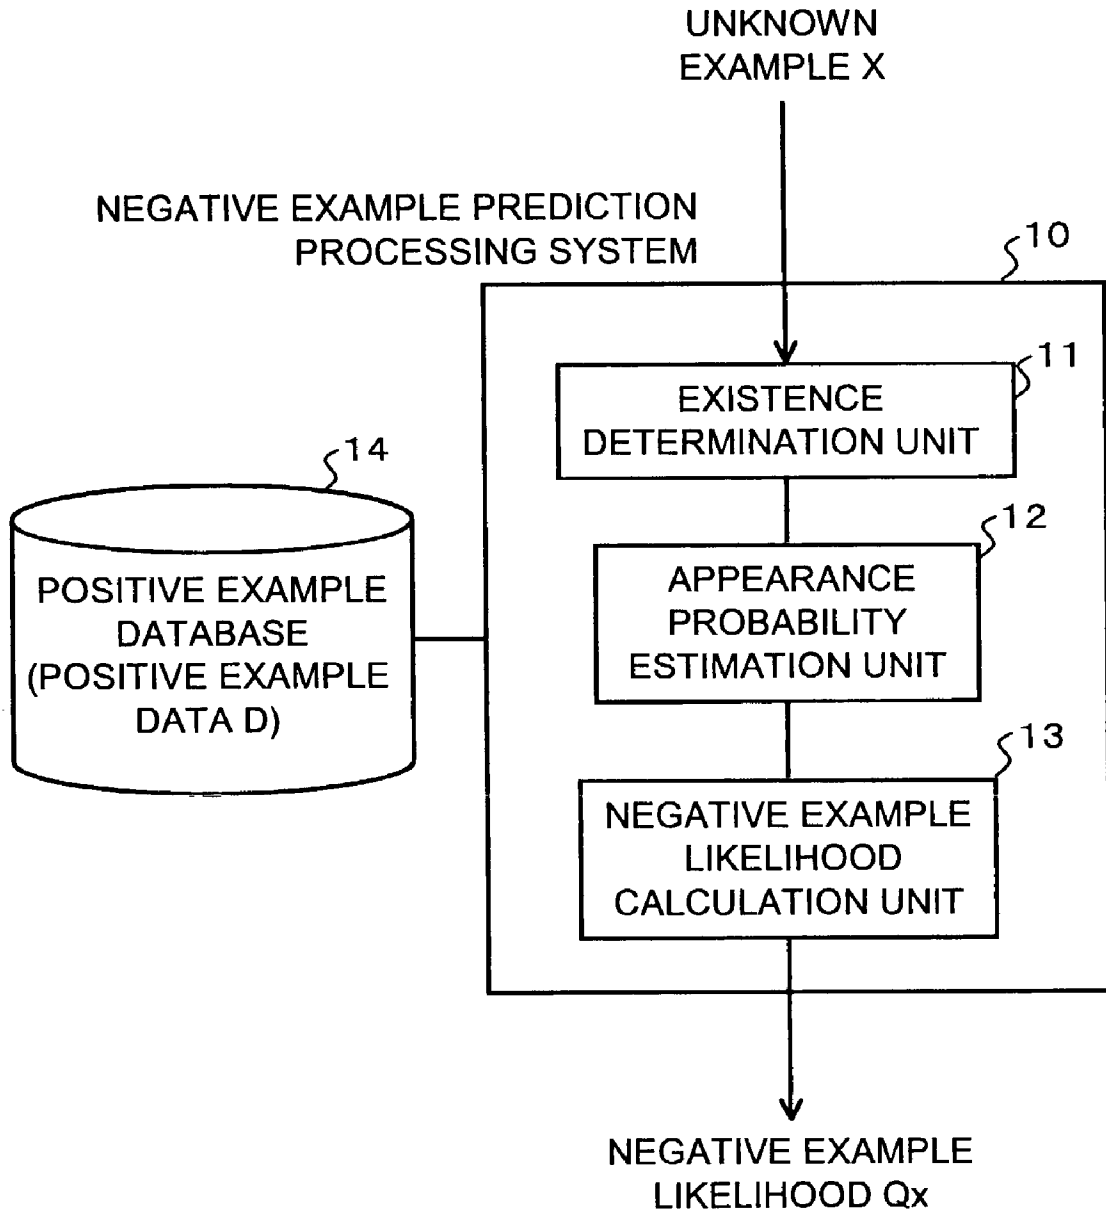 UNKNOWN
EXAMPLE X
NEGATIVE EXAMPLE PREDICTION
PROCESSING SYSTEM
10
11
EXISTENCE
DETERMINATION UNIT
14
12
POSITIVE EXAMPLE
DATABASE
(POSITIVE EXAMPLE
DATA D)
APPEARANCE
PROBABILITY
ESTIMATION UNIT
13
NEGATIVE EXAMPLE
LIKELIHOOD
CALCULATION UNIT
NEGATIVE EXAMPLE
LIKELIHOOD Qx